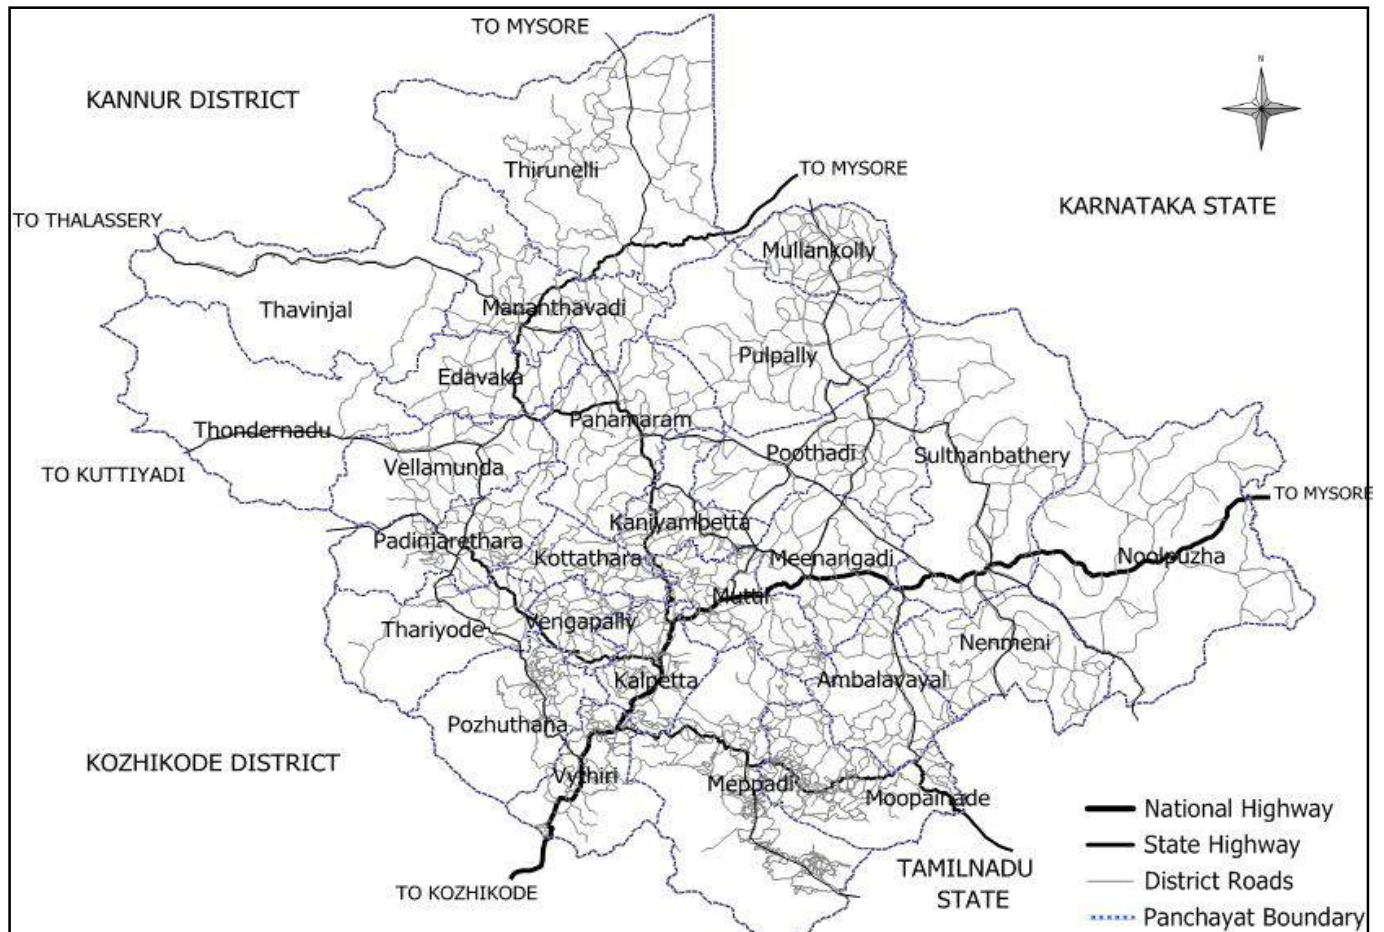 TO MYSORE
KANNUR DISTRICT
N
Thirunelli
TO MYSORE
KARNATAKA STATE
TO THALASSERY
Mullankolly
Thavinjal
Mananthavadi
Pulpally
Edavaka
Panamaram
Thondernadu
Poothadi
Sulthanbathery
Vellamunda
TO KUTTIYADI
TO MYSORE
Kaniyambetta
Padinjarethara
Kottathara
Meenangadi
Noolpuzha
Muttil
Vengapally
Thariyode
Nenmeni
Kalpetta
Ambalavayal
Pozhuthana
KOZHIKODE DISTRICT
Vythiri
Meppadi
Moopainade
National Highway
State Highway
TAMILNADU
STATE
District Roads
TO KOZHIKODE
Panchayat Boundary